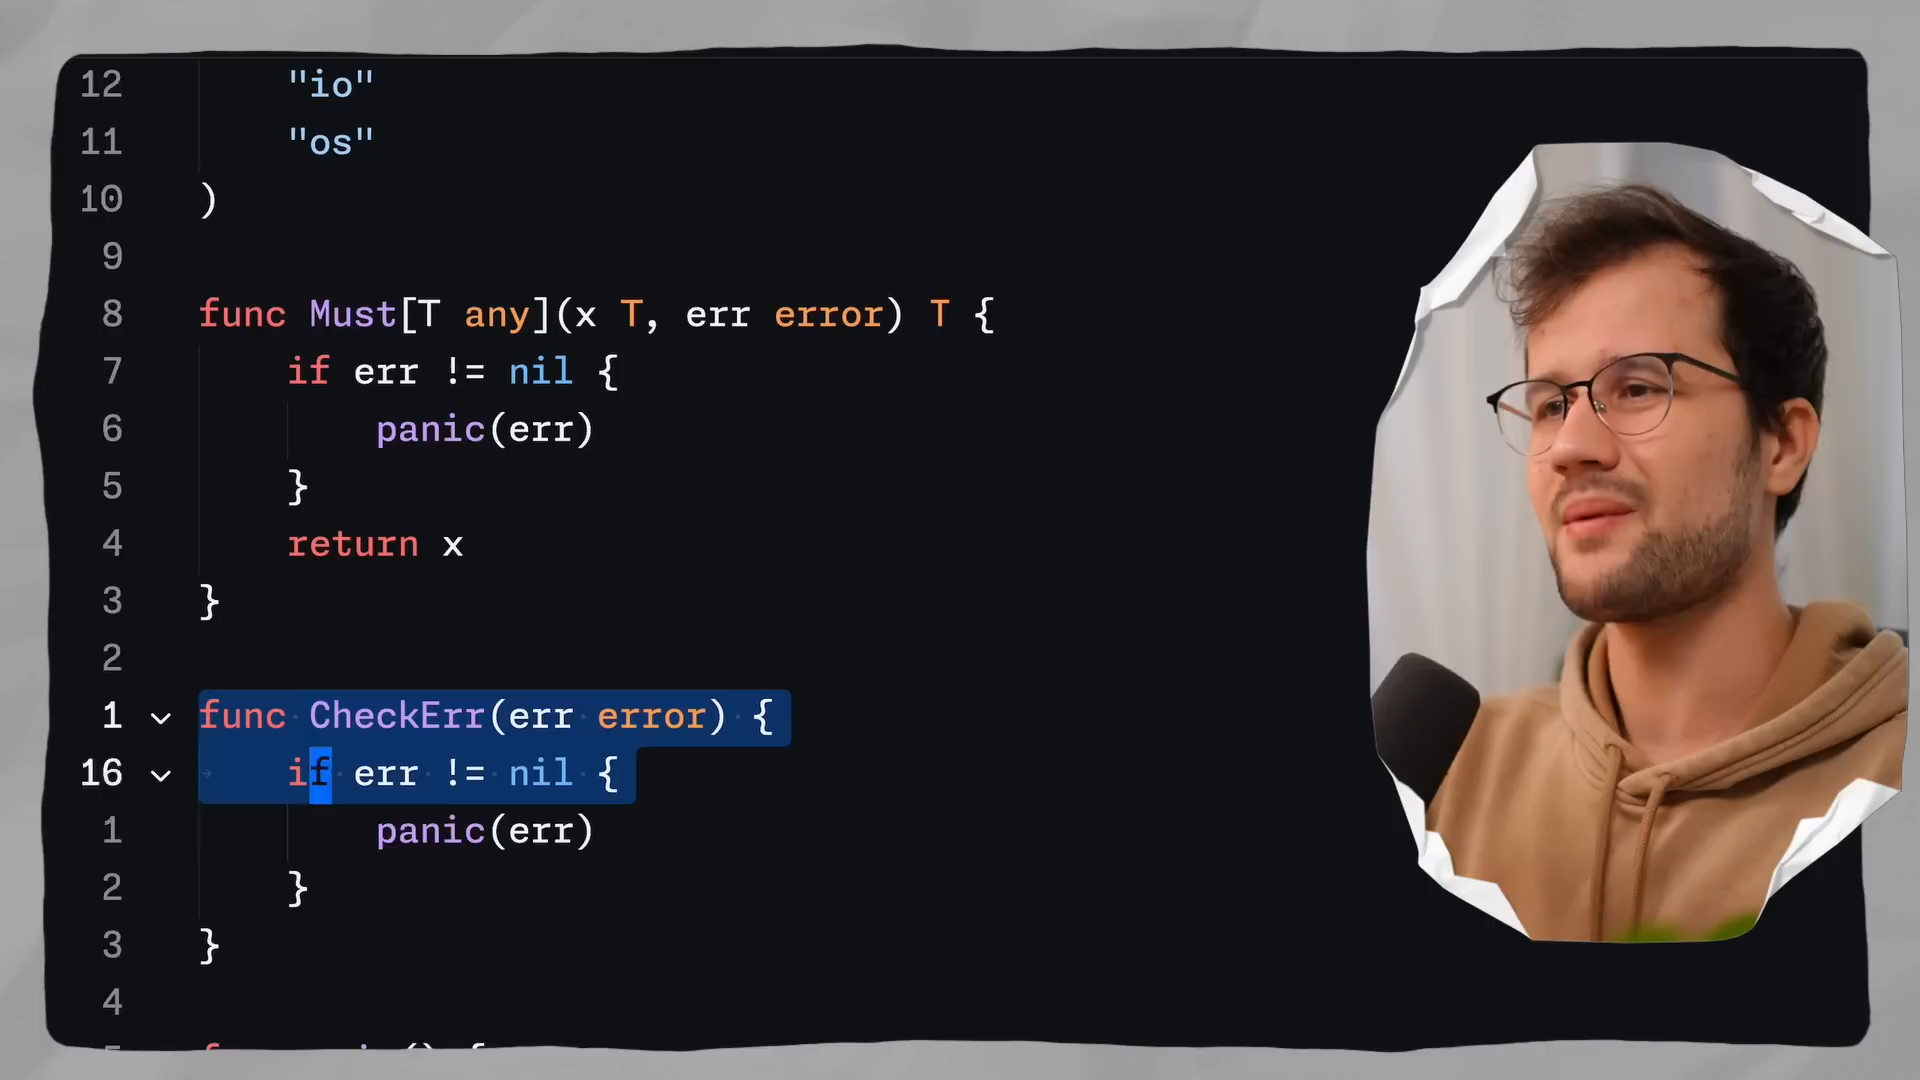 12 "io"
11 "os"
10 )
9
8 func Must[T any](x T, err error) T {
7 if err != nil {
6 panic(err)
5 }
4 return x
3 }
2
1 func CheckErr(err error) {
16 if err != nil {
1 panic(err)
2 }
3 }
4